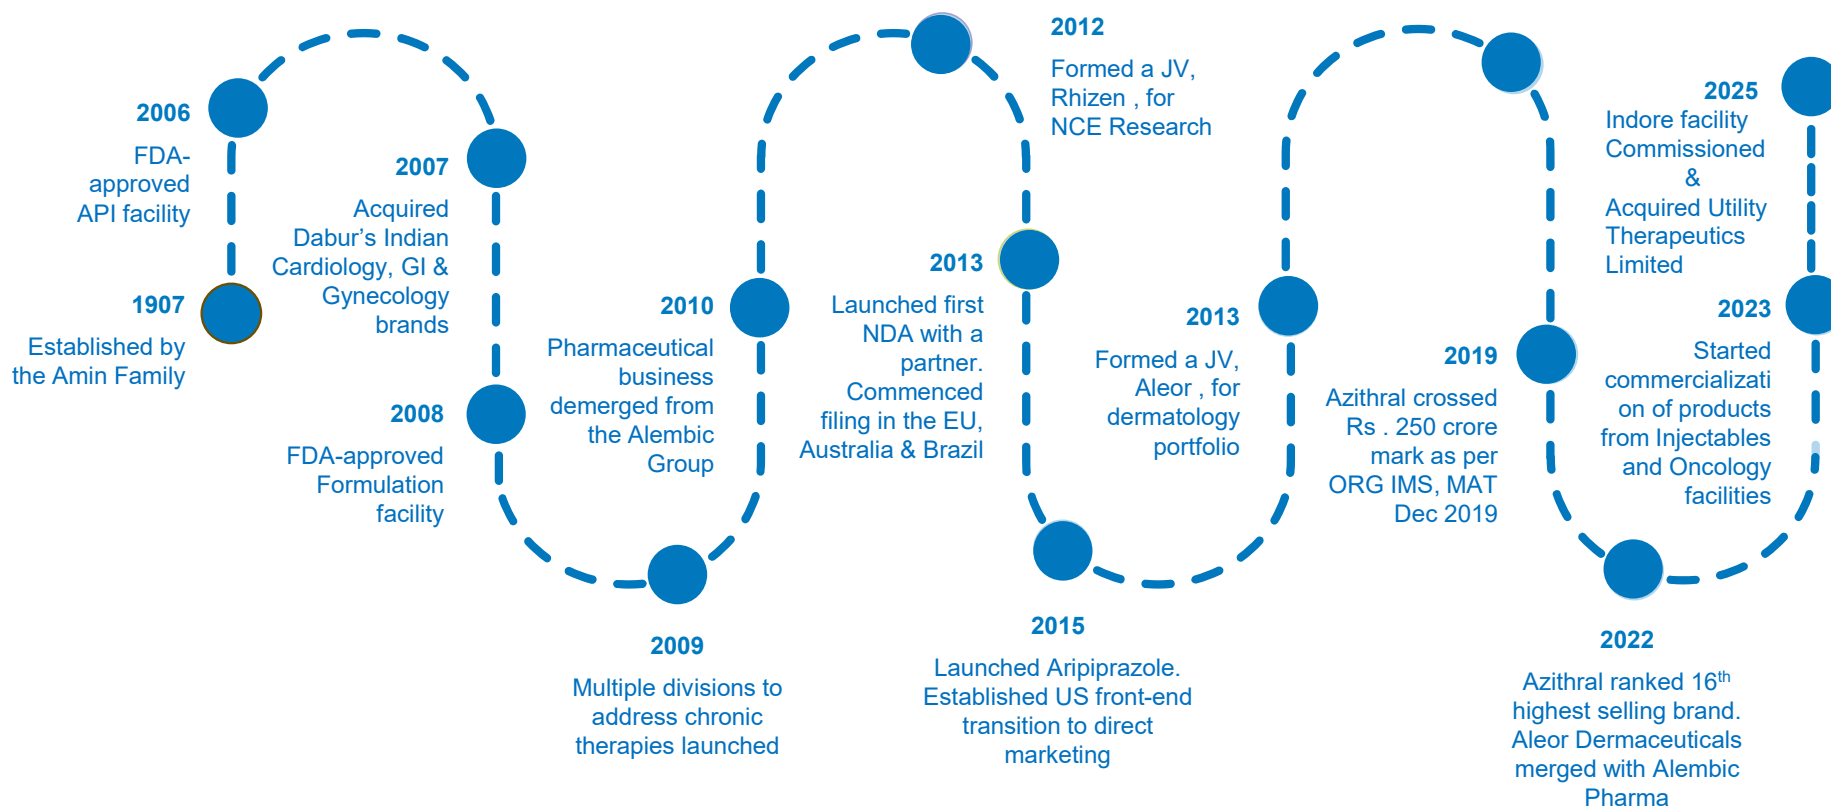 1907
Established by
the Amin Family
2006
FDA-
approved
API facility
2007
Acquired
Dabur’s Indian
Cardiology, GI &
Gynecology
brands
2008
FDA-approved
Formulation
facility
2009
Multiple divisions to
address chronic
therapies launched
2010
Pharmaceutical
business
demerged from
the Alembic
Group
2012
Formed a JV,
Rhizen , for
NCE Research
2013
Launched first
NDA with a
partner.
Commenced
filing in the EU,
Australia & Brazil
2015
Launched Aripiprazole.
Established US front-end
transition to direct
marketing
2013
Formed a JV,
Aleor , for
dermatology
portfolio
2019
Azithral crossed
Rs . 250 crore
mark as per
ORG IMS, MAT
Dec 2019
2022
Azithral ranked 16th
highest selling brand.
Aleor Dermaceuticals
merged with Alembic
Pharma
2023
Started
commercializati
on of products
from Injectables
and Oncology
facilities
2025
Indore facility
Commissioned
&
Acquired Utility
Therapeutics
Limited